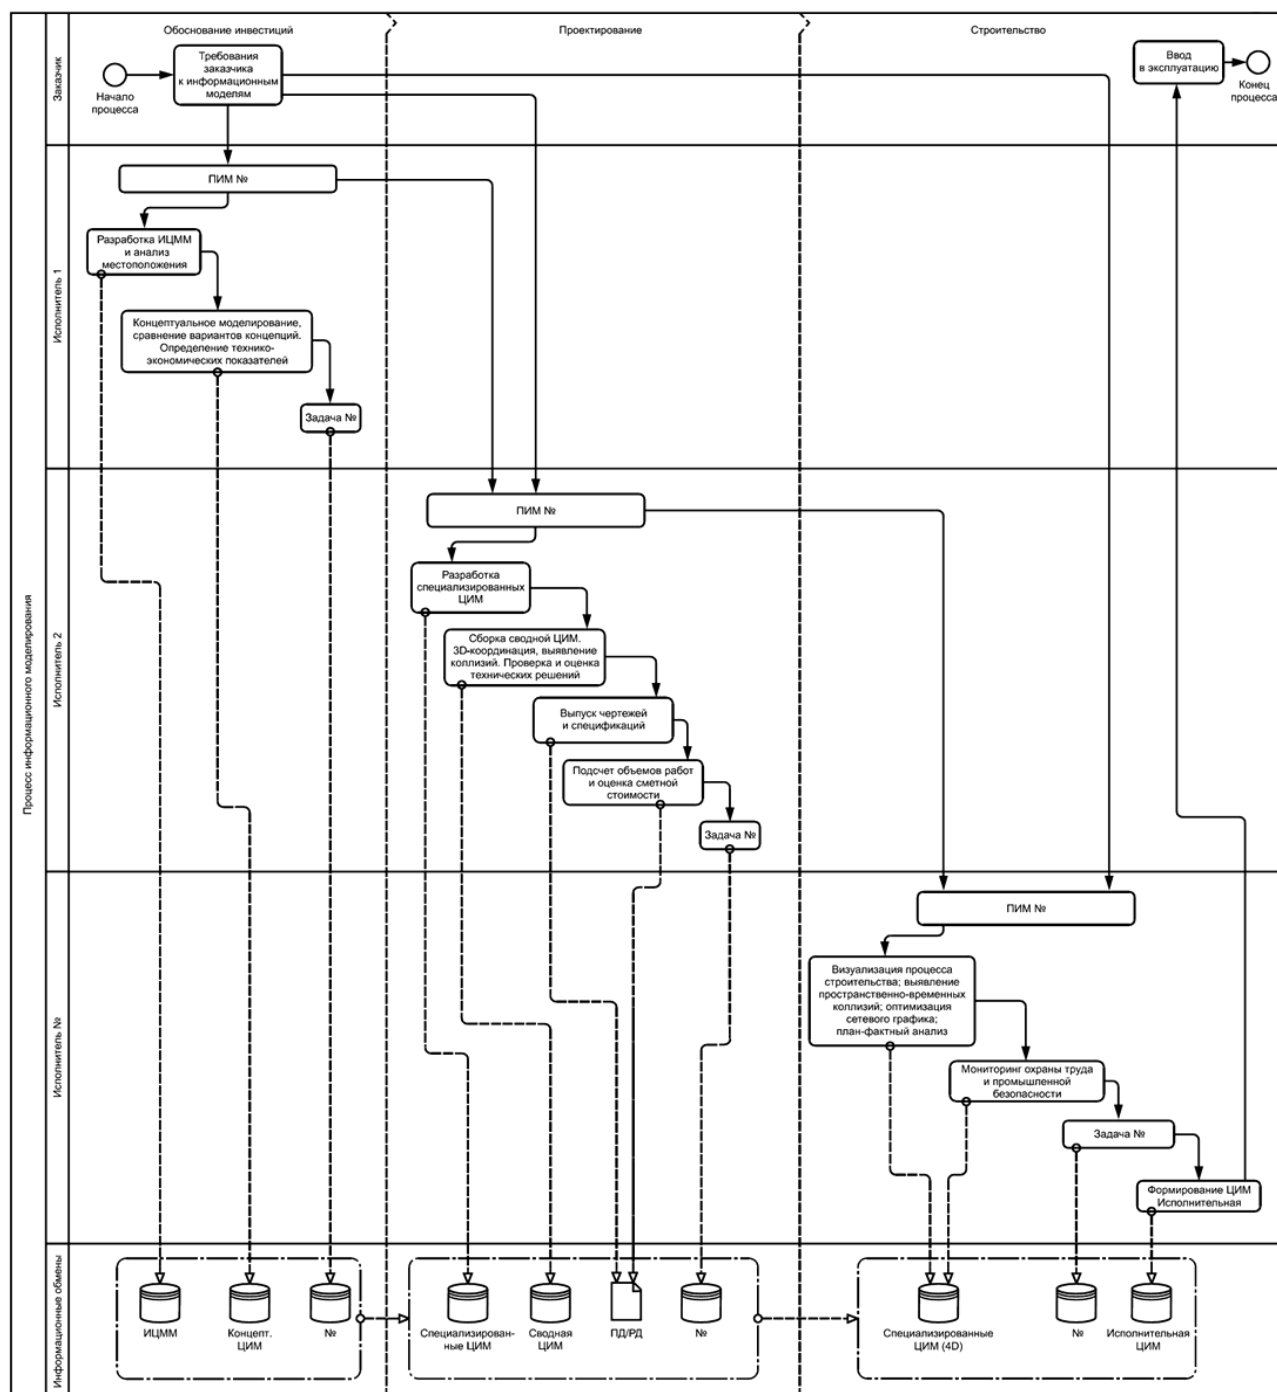 Процесс информационного моделирования
Обоснование инвестиций
Проектирование
Строительство
Заказчик
Начало
процесса
Требования
заказчика
к информационным
моделям
Ввод
в эксплуатацию
Конец
процесса
Исполнитель 1
ПИМ №
Разработка ИЦММ
и анализ
местоположения
Концептуальное моделирование,
сравнение вариантов концепций.
Определение технико-
экономических показателей
Задача №
Исполнитель 2
ПИМ №
Разработка
специализированных
ЦИМ
Сборка сводной ЦИМ.
3D-координация, выявление
коллизий. Проверка и оценка
технических решений
Выпуск чертежей
и спецификаций
Подсчет объемов работ
и оценка сметной
стоимости
Задача №
Исполнитель №
ПИМ №
Визуализация процесса
строительства; выявление
пространственно-временных
коллизий; оптимизация
сетевого графика;
план-фактный анализ
Мониторинг охраны труда
и промышленной
безопасности
Задача №
Формирование ЦИМ
Исполнительная
Информационные обмены
ИЦММ
Концепт.
ЦИМ
№
Специализирован-
ные ЦИМ
Сводная
ЦИМ
ПД/РД
№
Специализированные
ЦИМ (4D)
№
Исполнительная
ЦИМ